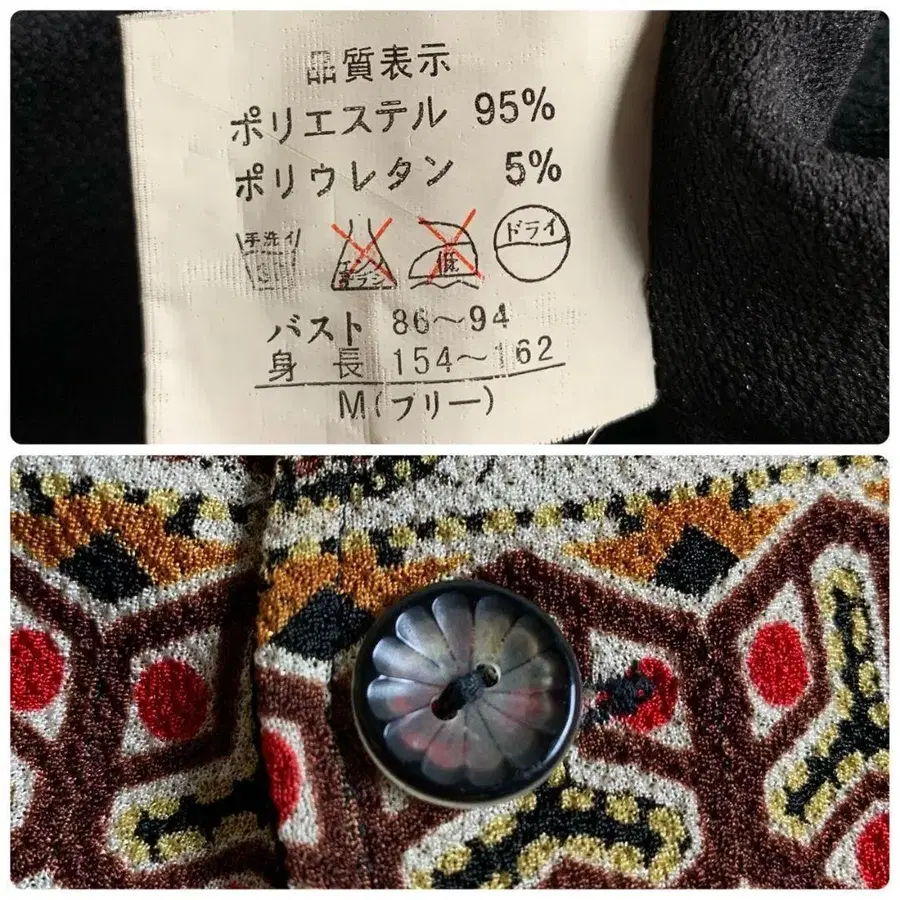 品質表示
ポリエステル 95%
ポリウレタン 5%
手洗イ ドライ
バスト 86～94
身 長 154～162
M(フリー)